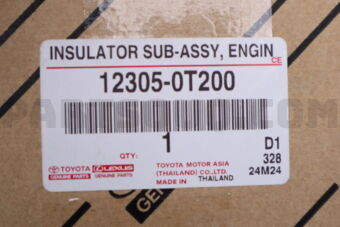 INSULATOR SUB-ASSY, ENGIN
CE
12305-0T200
1
D1
QTY:
328
TOYOTA
GENUINE PARTS
LEXUS
GENUINE PARTS
TOYOTA MOTOR ASIA
(THAILAND) CO.,LTD.
24M24
MADE IN THAILAND
GEN